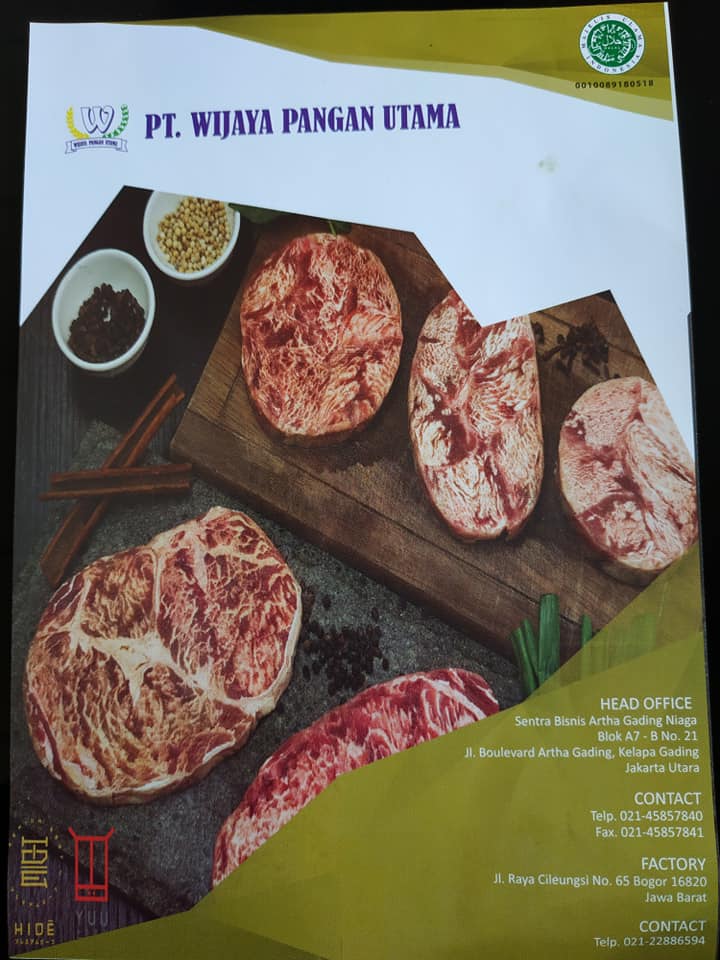 MAJELIS ULAMA INDONESIA
0010089180518
W
WIJAYA PANGAN UTAMA
PT. WIJAYA PANGAN UTAMA
HEAD OFFICE
Sentra Bisnis Artha Gading Niaga
Blok A7 - B No. 21
Jl. Boulevard Artha Gading, Kelapa Gading
Jakarta Utara
CONTACT
Telp. 021-45857840
Fax. 021-45857841
FACTORY
Jl. Raya Cileungsi No. 65 Bogor 16820
Jawa Barat
CONTACT
Telp. 021-22886594
YUU
HIDĒ